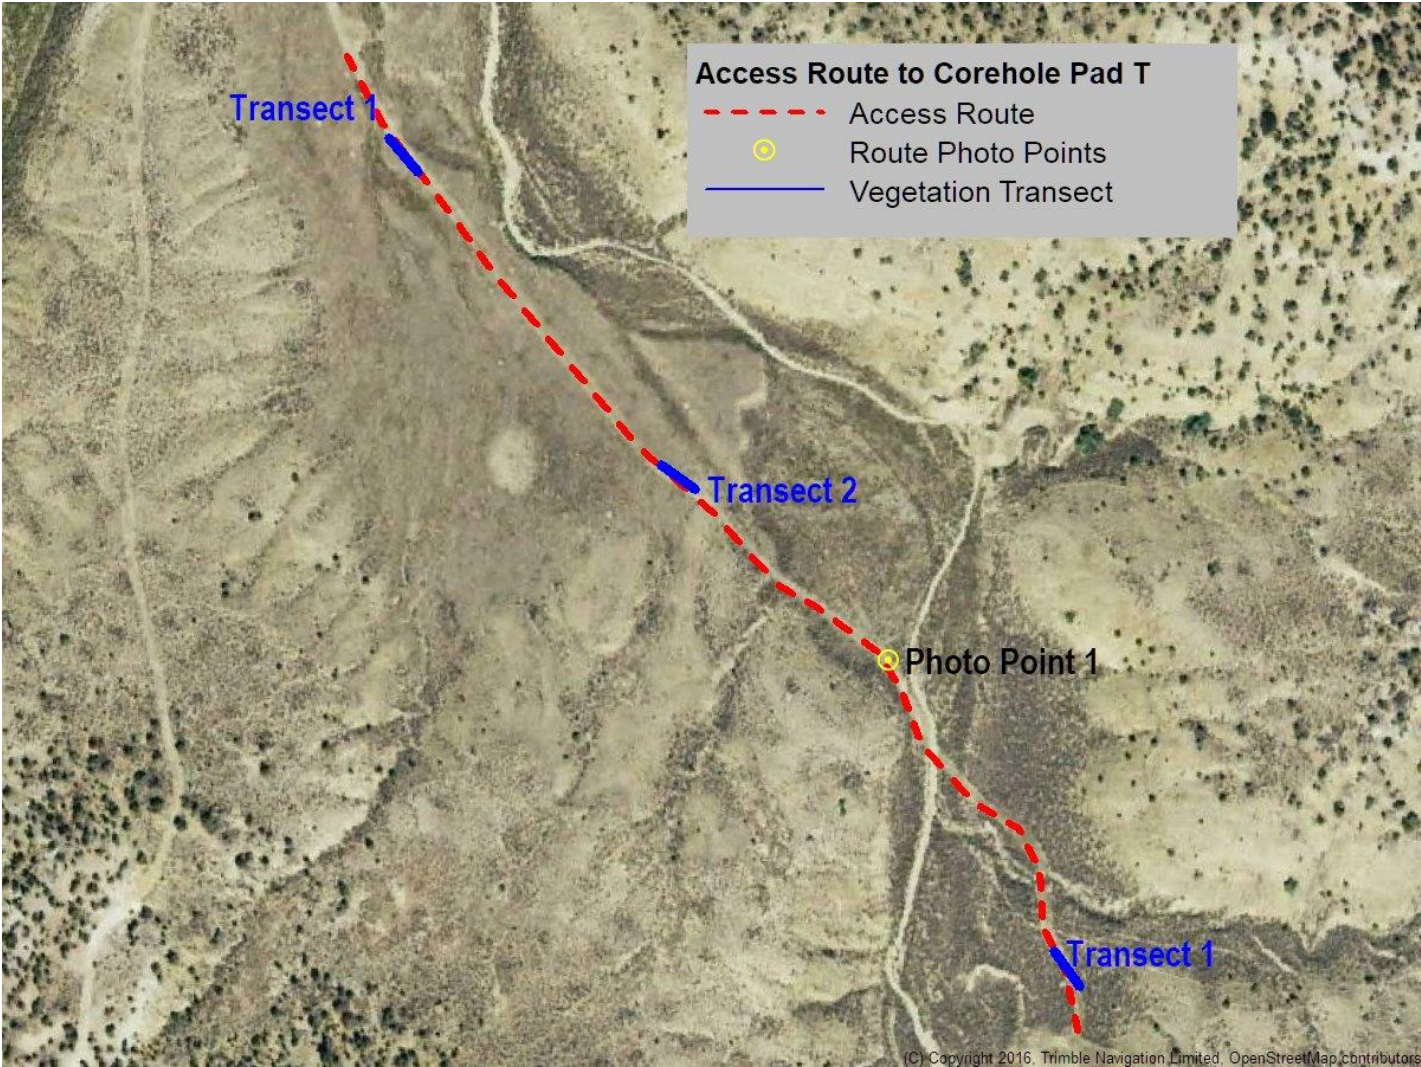 Access Route to Corehole Pad T
Access Route
Route Photo Points
Vegetation Transect
Transect 1
Transect 2
Photo Point 1
Transect 1
(C) Copyright 2016, Trimble Navigation Limited, OpenStreetMap contributors